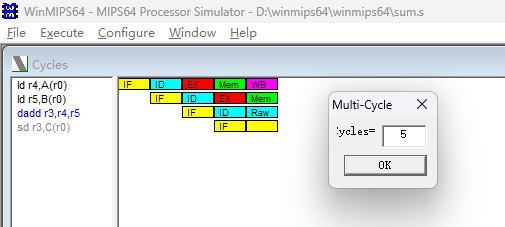 WinMIPS64 - MIPS64 Processor Simulator - D:\winmips64\winmips64\sum.s
File Execute Configure Window Help
Cycles
ld r4,A(r0) IF ID EX Mem WB
ld r5,B(r0) IF ID EX Mem
dadd r3,r4,r5 IF ID Raw
sd r3,C(r0) IF
Multi-Cycle
Cycles= 5
OK